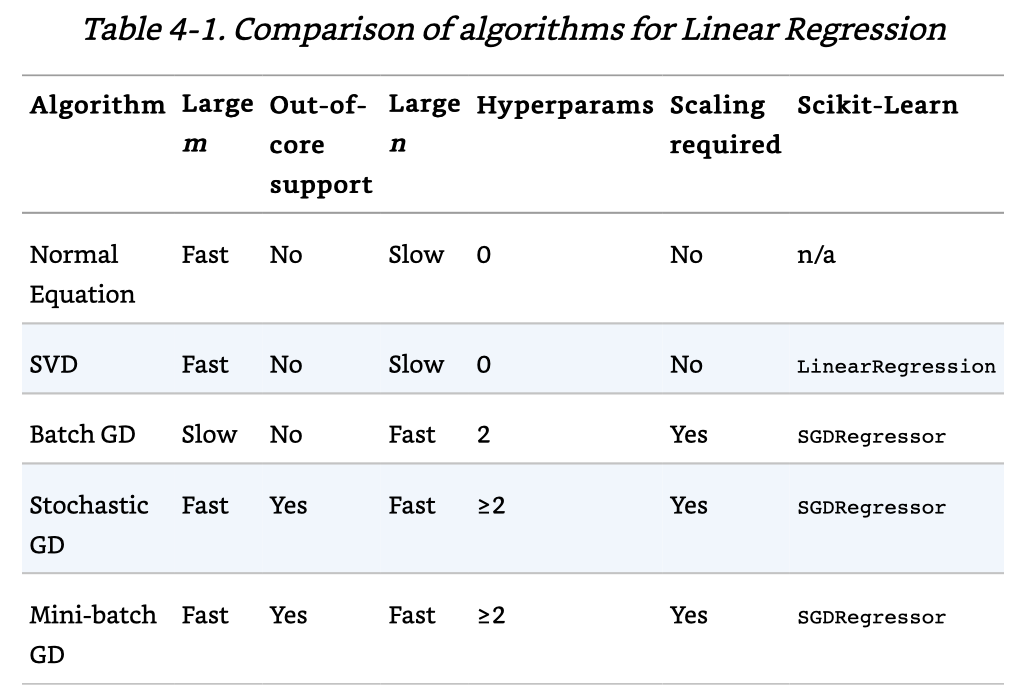 Table 4-1. Comparison of algorithms for Linear Regression
Algorithm Large m Out-of-core support Large n Hyperparams Scaling required Scikit-Learn
Normal Equation Fast No Slow 0 No n/a
SVD Fast No Slow 0 No LinearRegression
Batch GD Slow No Fast 2 Yes SGDRegressor
Stochastic GD Fast Yes Fast ≥2 Yes SGDRegressor
Mini-batch GD Fast Yes Fast ≥2 Yes SGDRegressor